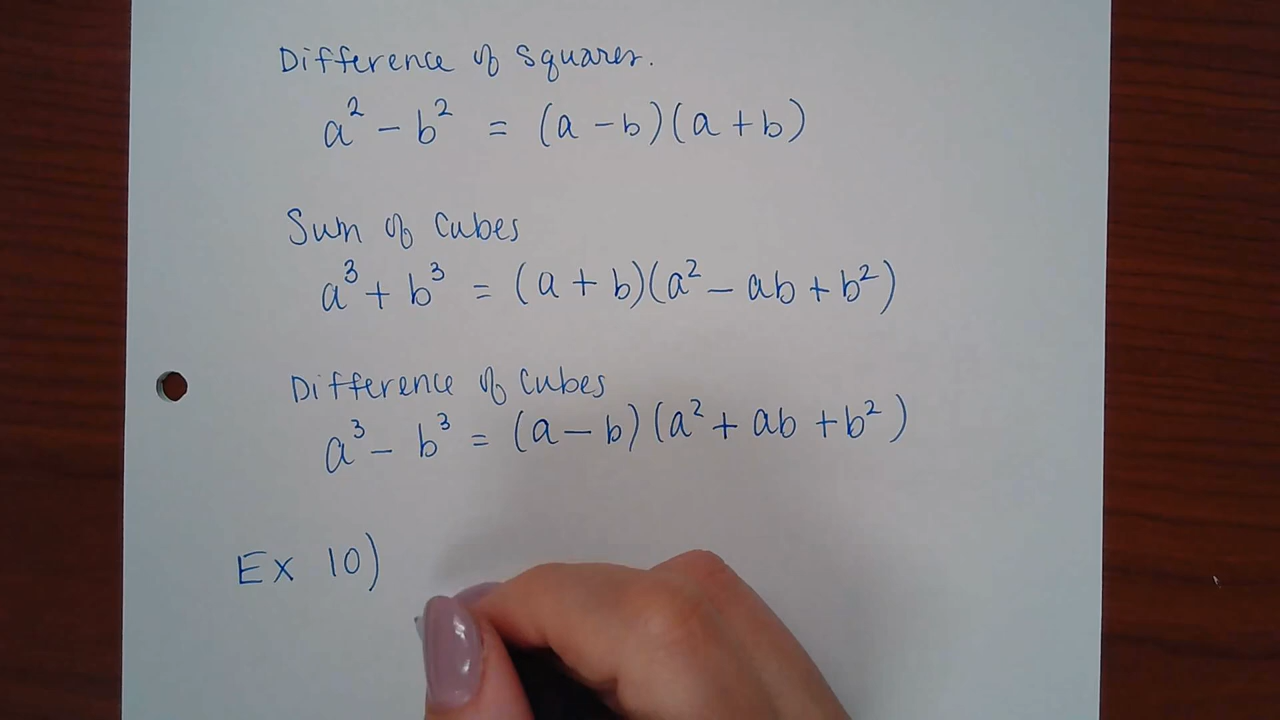 Difference of Squares.
a² - b² = (a - b)(a + b)
Sum of Cubes
a³ + b³ = (a + b)(a² - ab + b²)
Difference of Cubes
a³ - b³ = (a - b)(a² + ab + b²)
Ex 10)